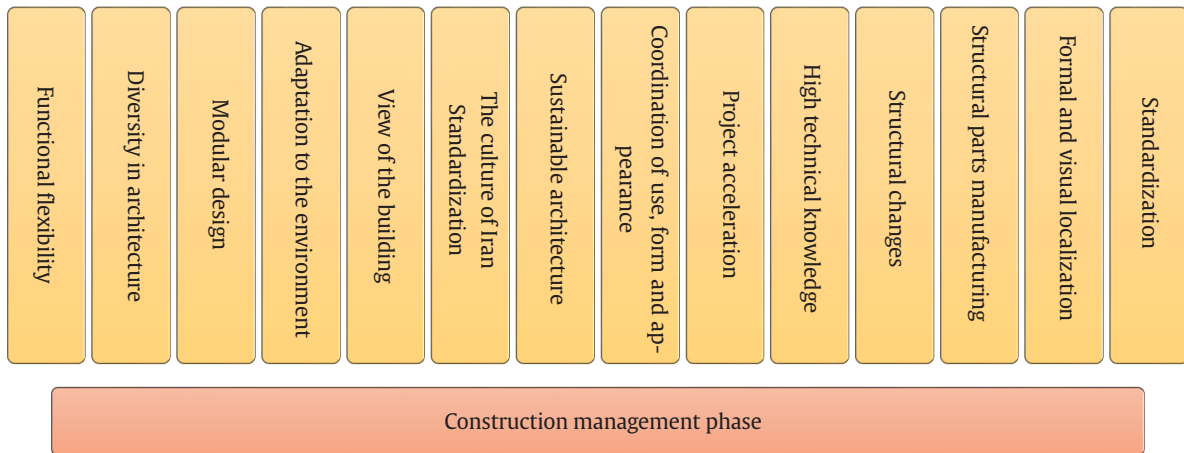 Functional flexibility
Diversity in architecture
Modular design
Adaptation to the environment
View of the building
The culture of Iran
Standardization
Sustainable architecture
Coordination of use, form and ap-
pearance
Project acceleration
High technical knowledge
Structural changes
Structural parts manufacturing
Formal and visual localization
Standardization
Construction management phase